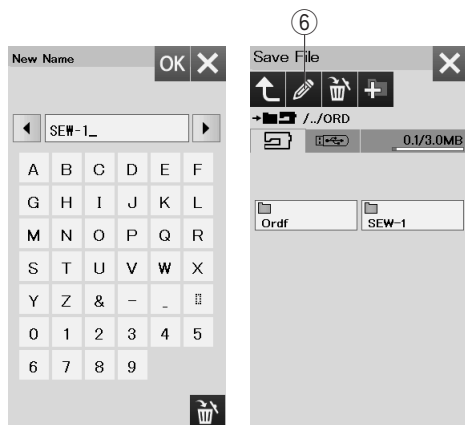 ⑥
New Name
OK
SEW-1_
A B C D E F
G H I J K L
M N O P Q R
S T U V W X
Y Z & - _
0 1 2 3 4 5
6 7 8 9
Save File
/../ORD
0.1/3.0MB
Ordf
SEW-1